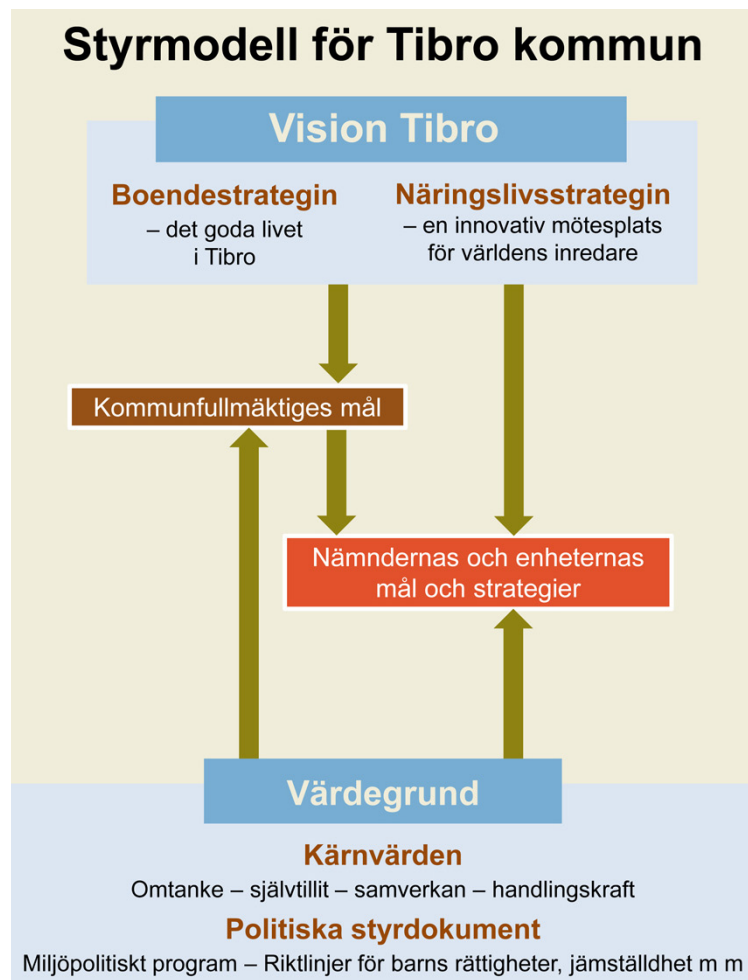 Styrmodell för Tibro kommun
Vision Tibro
Boendestrategin
– det goda livet
i Tibro
Näringslivsstrategin
– en innovativ mötesplats
för världens inredare
Kommunfullmäktiges mål
Nämndernas och enheternas
mål och strategier
Värdegrund
Kärnvärden
Omtanke – självtillit – samverkan – handlingskraft
Politiska styrdokument
Miljöpolitiskt program – Riktlinjer för barns rättigheter, jämställdhet m m